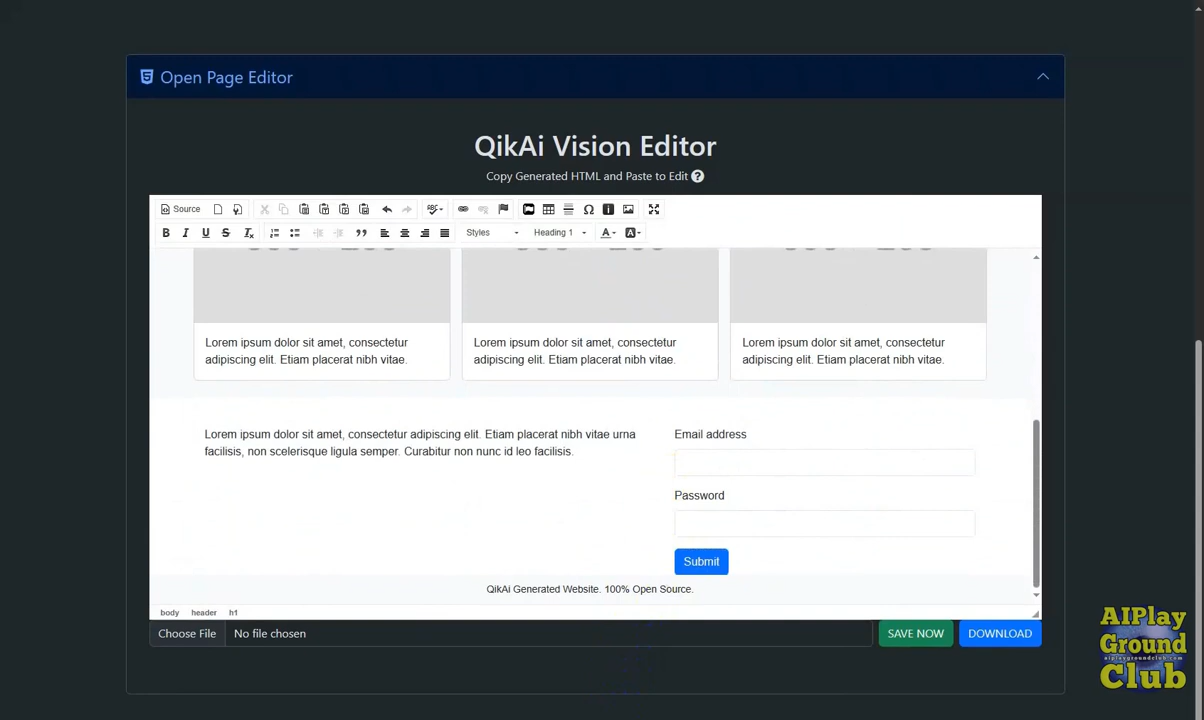 Open Page Editor
QikAi Vision Editor
Copy Generated HTML and Paste to Edit ?
Source
ABC
B I U S Tx
Styles
Heading 1
A
A
Lorem ipsum dolor sit amet, consectetur
adipiscing elit. Etiam placerat nibh vitae.
Lorem ipsum dolor sit amet, consectetur
adipiscing elit. Etiam placerat nibh vitae.
Lorem ipsum dolor sit amet, consectetur
adipiscing elit. Etiam placerat nibh vitae.
Lorem ipsum dolor sit amet, consectetur adipiscing elit. Etiam placerat nibh vitae urna
facilisis, non scelerisque ligula semper. Curabitur non nunc id leo facilisis.
Email address
Password
Submit
QikAi Generated Website. 100% Open Source.
body header h1
Choose File No file chosen
SAVE NOW
DOWNLOAD
AIPlay
Ground
aiplaygroundclub.com
Club